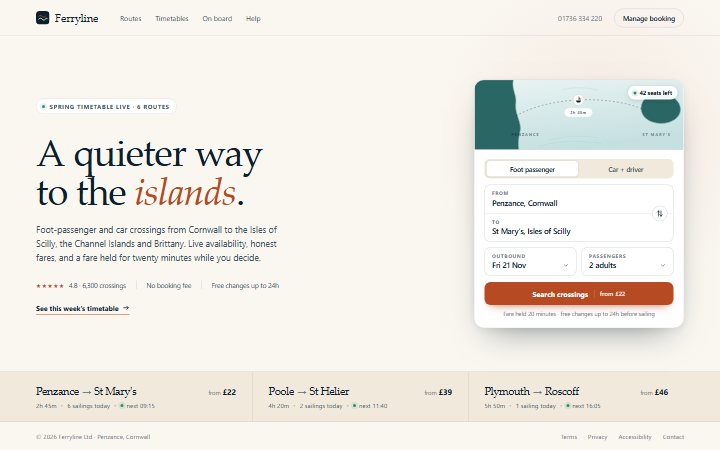 Ferryline
Routes
Timetables
On board
Help
01736 334 220
Manage booking
SPRING TIMETABLE LIVE · 6 ROUTES
A quieter way
to the islands.
Foot-passenger and car crossings from Cornwall to the Isles of
Scilly, the Channel Islands and Brittany. Live availability, honest
fares, and a fare held for twenty minutes while you decide.
★★★★★ 4.8 · 6,300 crossings
No booking fee
Free changes up to 24h
See this week's timetable →
42 seats left
2h 45m
PENZANCE
ST MARY'S
Foot passenger
Car + driver
FROM
Penzance, Cornwall
TO
St Mary's, Isles of Scilly
OUTBOUND
Fri 21 Nov
PASSENGERS
2 adults
Search crossings
from £22
Fare held 20 minutes · free changes up to 24h before sailing
Penzance → St Mary's
from £22
2h 45m · 6 sailings today · next 09:15
Poole → St Helier
from £39
4h 20m · 2 sailings today · next 11:40
Plymouth → Roscoff
from £46
5h 50m · 1 sailing today · next 16:05
© 2026 Ferryline Ltd · Penzance, Cornwall
Terms
Privacy
Accessibility
Contact